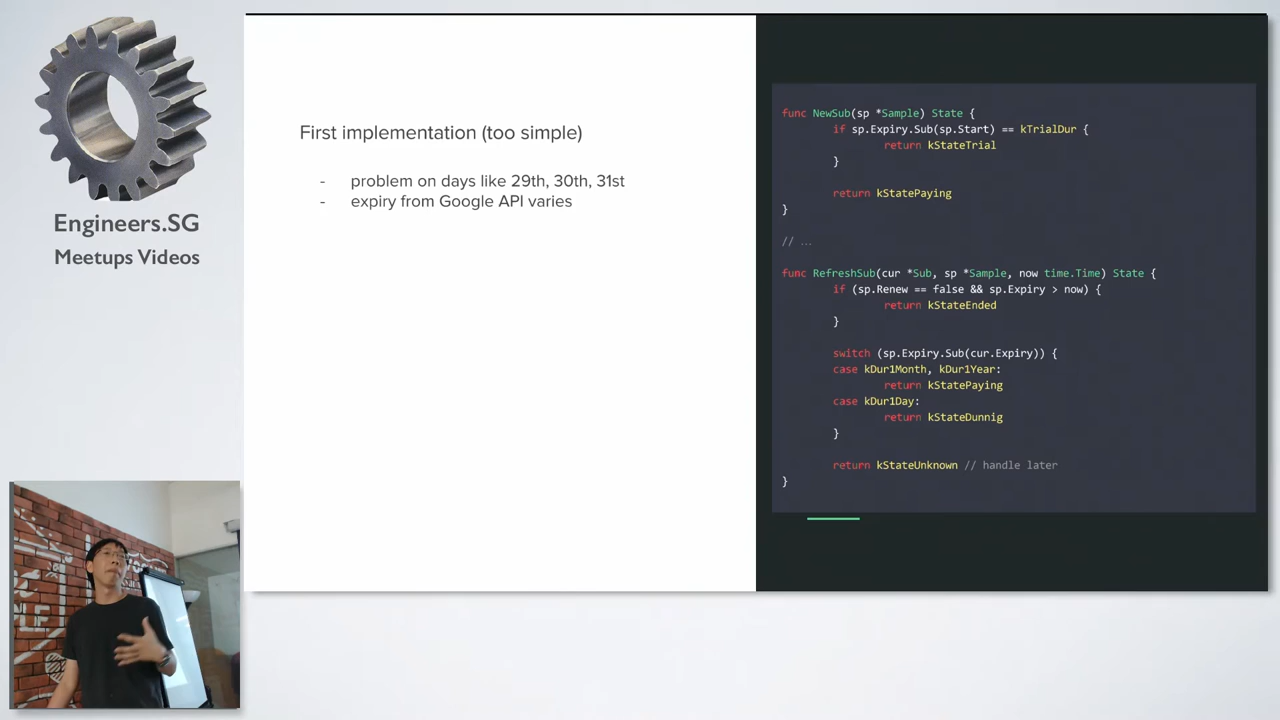 Engineers.SG
Meetups Videos
First implementation (too simple)
- problem on days like 29th, 30th, 31st
- expiry from Google API varies
func NewSub(sp *Sample) State {
if sp.Expiry.Sub(sp.Start) == kTrialDur {
return kStateTrial
}
return kStatePaying
}
// ...
func RefreshSub(cur *Sub, sp *Sample, now time.Time) State {
if (sp.Renew == false && sp.Expiry > now) {
return kStateEnded
}
switch (sp.Expiry.Sub(cur.Expiry)) {
case kDur1Month, kDur1Year:
return kStatePaying
case kDur1Day:
return kStateDunnig
}
return kStateUnknown // handle later
}